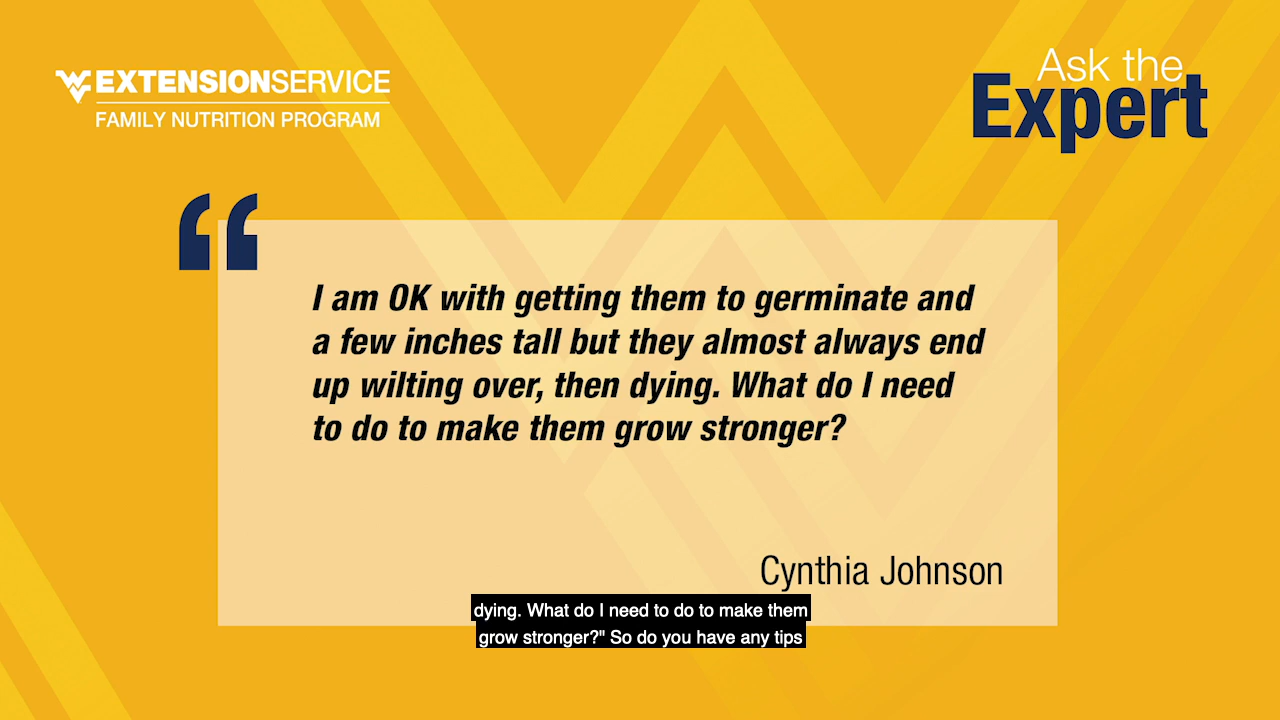 EXTENSIONSERVICE
FAMILY NUTRITION PROGRAM
Ask the
Expert
“
I am OK with getting them to germinate and
a few inches tall but they almost always end
up wilting over, then dying. What do I need
to do to make them grow stronger?
Cynthia Johnson
dying. What do I need to do to make them
grow stronger?" So do you have any tips